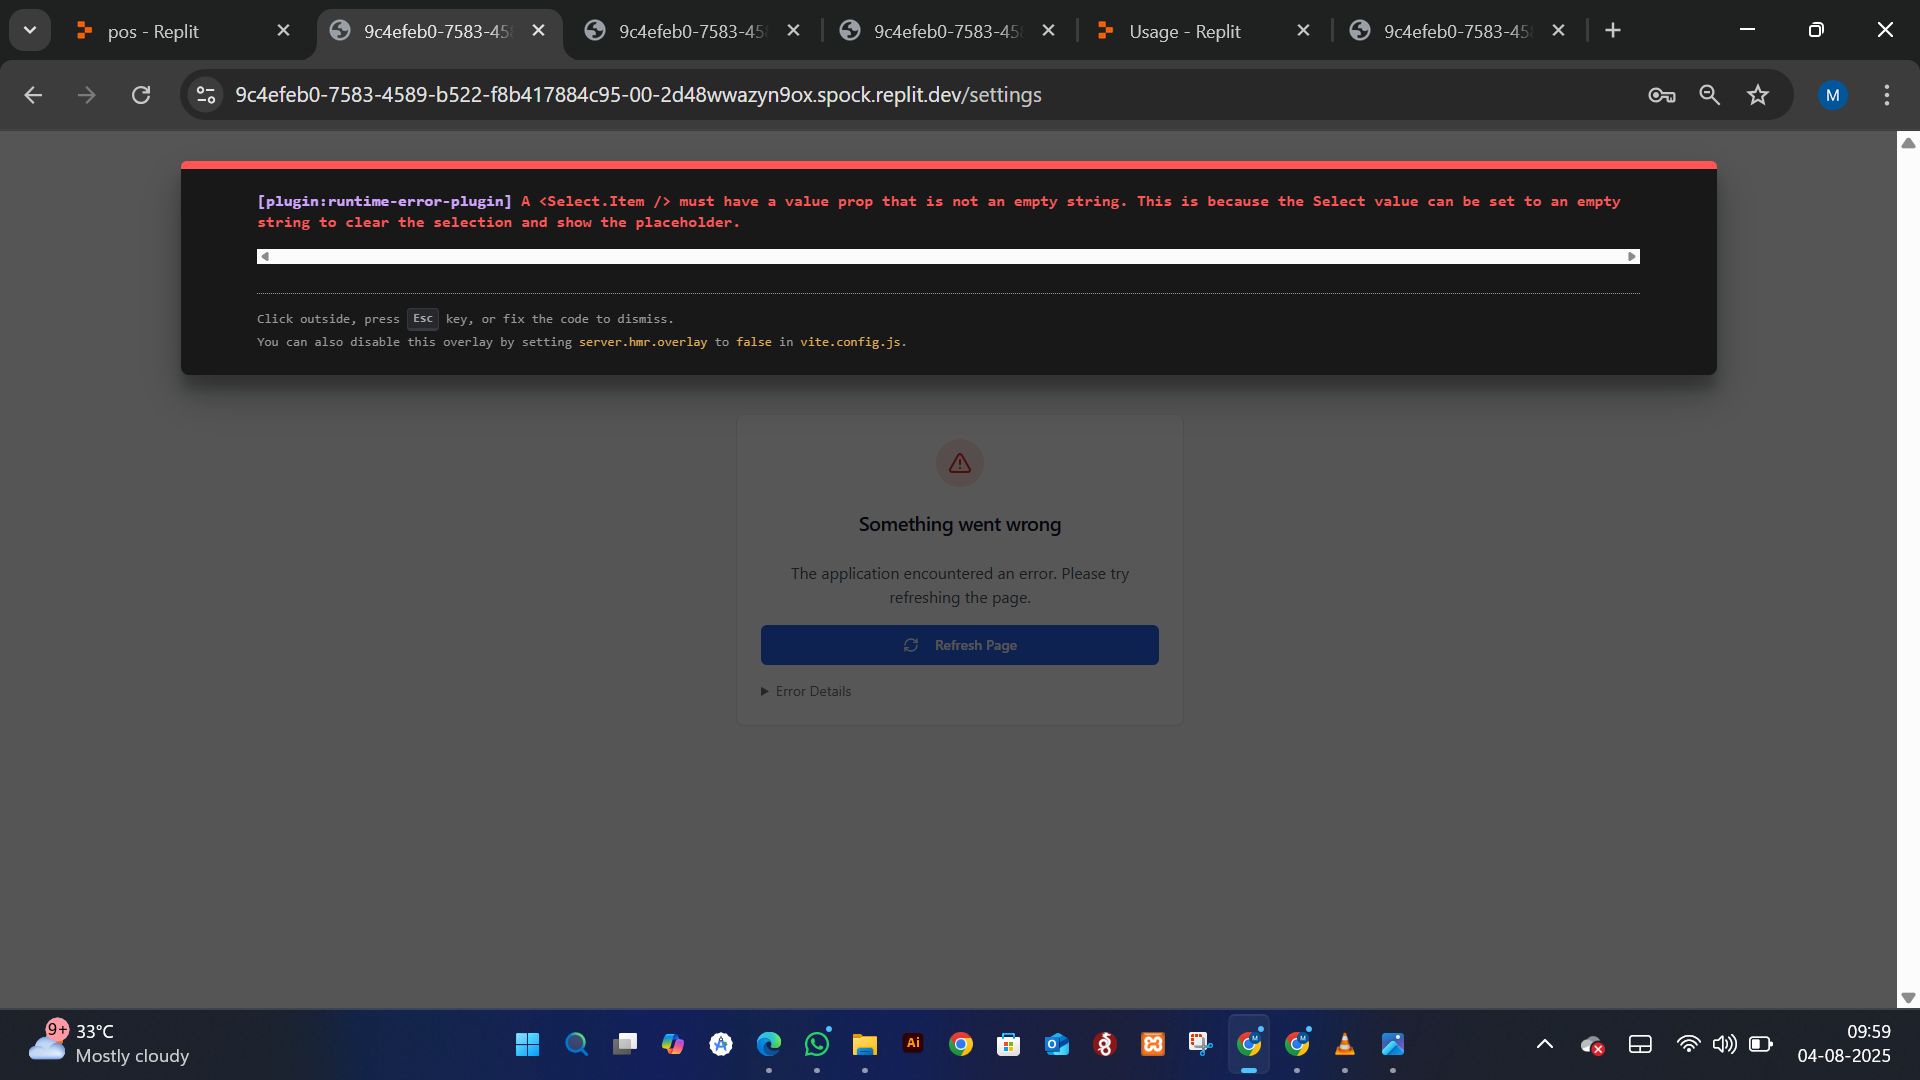 pos - Replit
9c4efeb0-7583-45
9c4efeb0-7583-45
9c4efeb0-7583-45
Usage - Replit
9c4efeb0-7583-45
9c4efeb0-7583-4589-b522-f8b417884c95-00-2d48wwazyn9ox.spock.replit.dev/settings
M
[plugin:runtime-error-plugin] A <Select.Item /> must have a value prop that is not an empty string. This is because the Select value can be set to an empty
string to clear the selection and show the placeholder.
Click outside, press Esc key, or fix the code to dismiss.
You can also disable this overlay by setting server.hmr.overlay to false in vite.config.js.
Something went wrong
The application encountered an error. Please try
refreshing the page.
Refresh Page
Error Details
9+
33°C
Mostly cloudy
Ai
09:59
04-08-2025